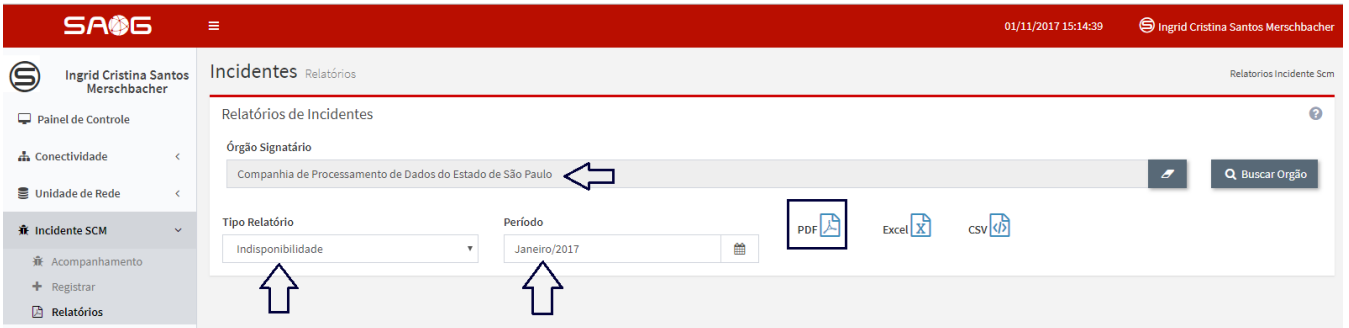 SAOG
01/11/2017 15:14:39
Ingrid Cristina Santos Merschbacher
Ingrid Cristina Santos
Merschbacher
Painel de Controle
Conectividade
Unidade de Rede
Incidente SCM
Acompanhamento
Registrar
Relatórios
Incidentes Relatórios
Relatorios Incidente Scm
Relatórios de Incidentes
Órgão Signatário
Companhia de Processamento de Dados do Estado de São Paulo
Buscar Orgão
Tipo Relatório
Período
Indisponibilidade
Janeiro/2017
PDF
Excel
CSV